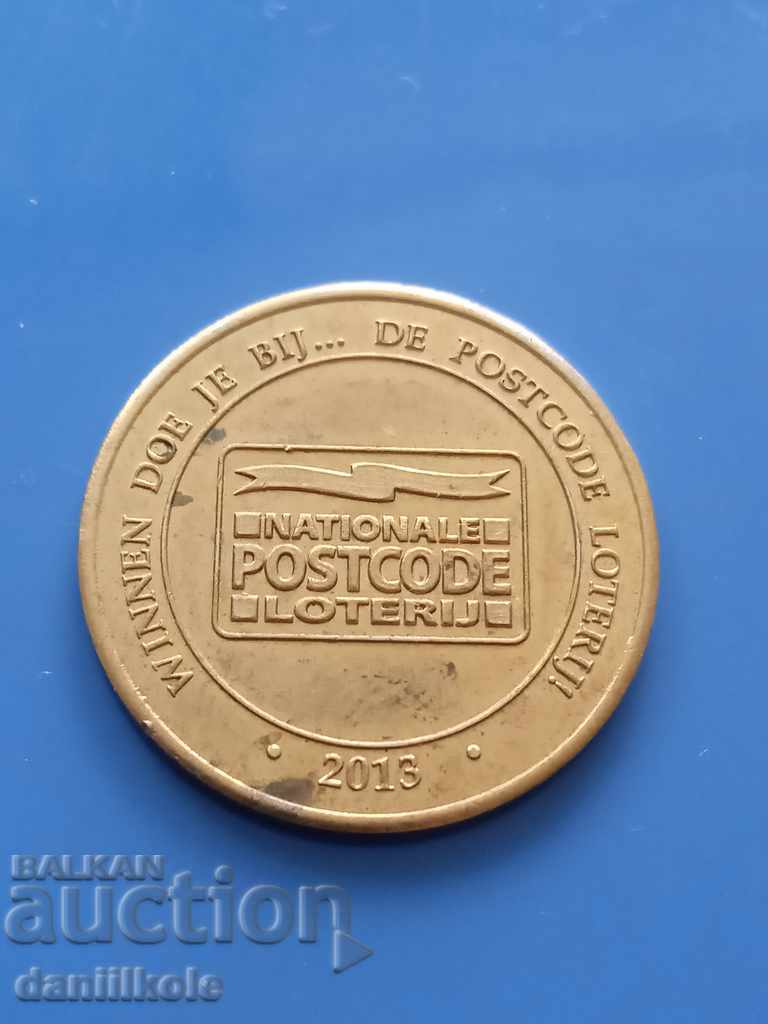 WINNEN DOE JE BIJ... DE POSTCODE LOTERIJ!
NATIONALE
POSTCODE
LOTERIJ
• 2013 •
BALKAN
auction
daniilkole